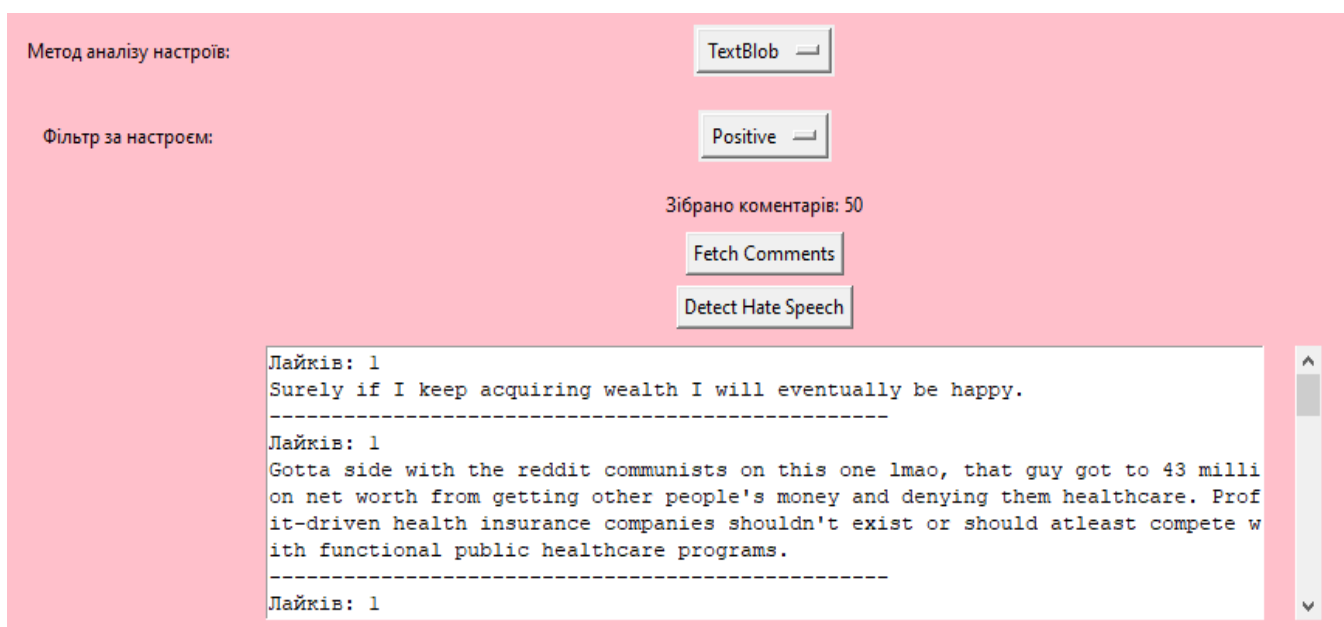 Метод аналізу настроїв: TextBlob
Фільтр за настроєм: Positive
Зібрано коментарів: 50
Fetch Comments
Detect Hate Speech
Лайків: 1
Surely if I keep acquiring wealth I will eventually be happy.
--------------------------------------------------
Лайків: 1
Gotta side with the reddit communists on this one lmao, that guy got to 43 milli
on net worth from getting other people's money and denying them healthcare. Prof
it-driven health insurance companies shouldn't exist or should atleast compete w
ith functional public healthcare programs.
--------------------------------------------------
Лайків: 1